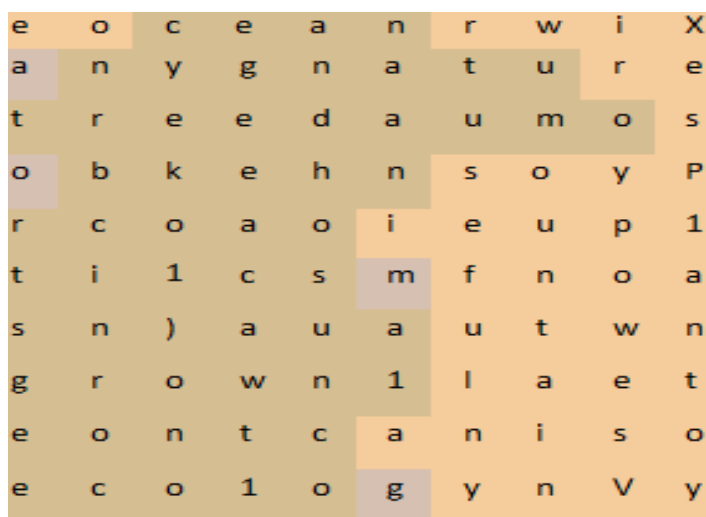 e o c e a n r w i X
a n y g n a t u r e
t r e e d a u m o s
o b k e h n s o y P
r c o a o i e u p 1
t i 1 c s m f n o a
s n ) a u a u t w n
g r o w n 1 l a e t
e o n t c a n i s o
e c o 1 o g y n V y